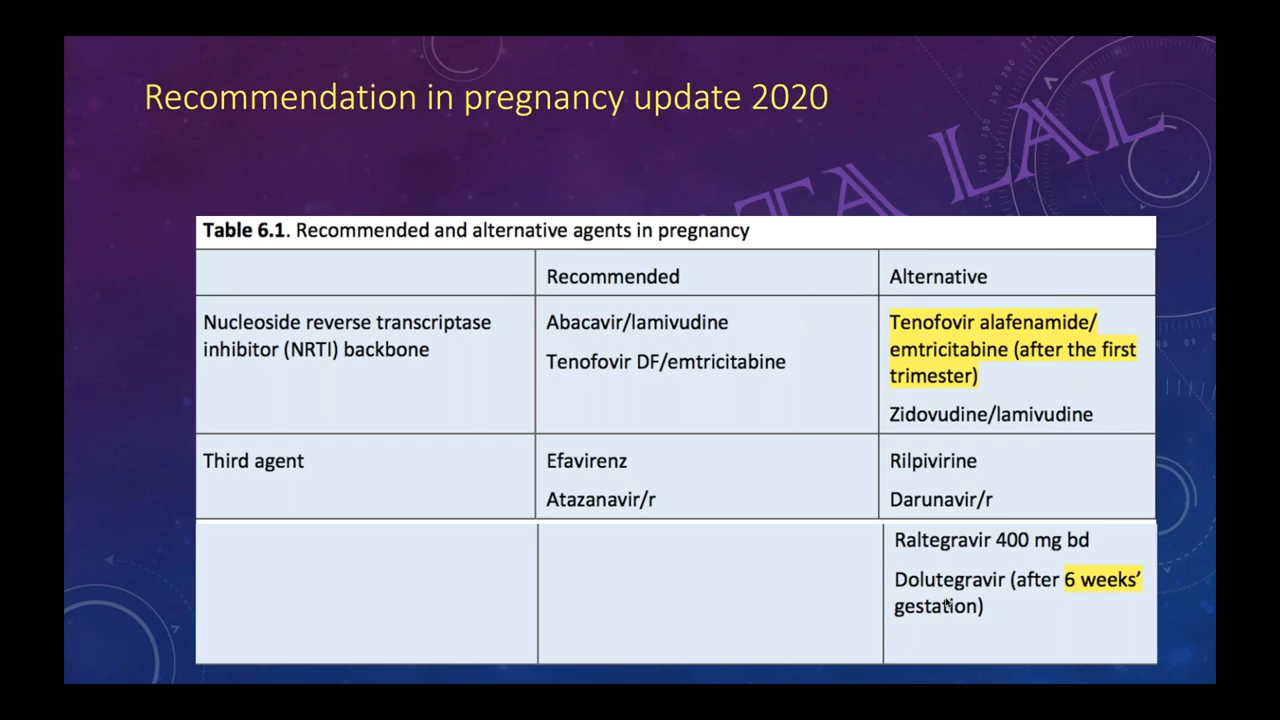 Recommendation in pregnancy update 2020
TA LAL
Table 6.1. Recommended and alternative agents in pregnancy
Recommended
Alternative
Nucleoside reverse transcriptase
inhibitor (NRTI) backbone
Abacavir/lamivudine
Tenofovir DF/emtricitabine
Tenofovir alafenamide/
emtricitabine (after the first
trimester)
Zidovudine/lamivudine
Third agent
Efavirenz
Atazanavir/r
Rilpivirine
Darunavir/r
Raltegravir 400 mg bd
Dolutegravir (after 6 weeks’
gestation)